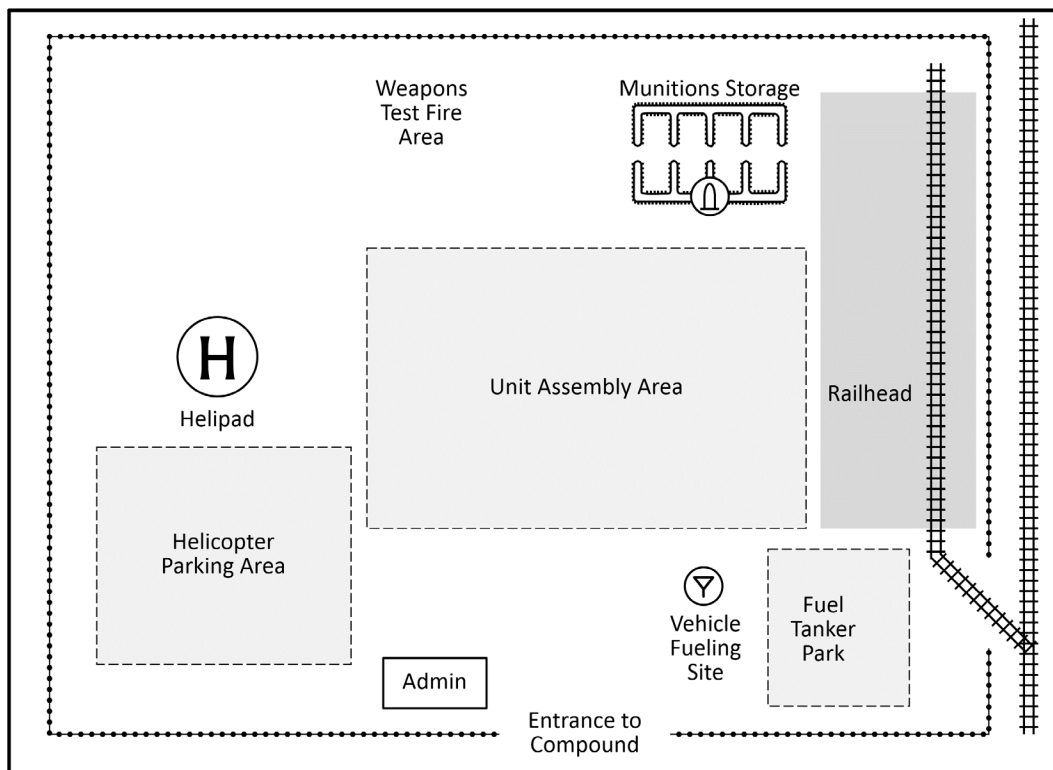 Weapons
Test Fire
Area
Munitions Storage
H
Helipad
Unit Assembly Area
Railhead
Helicopter
Parking Area
Vehicle
Fueling
Site
Fuel
Tanker
Park
Admin
Entrance to
Compound